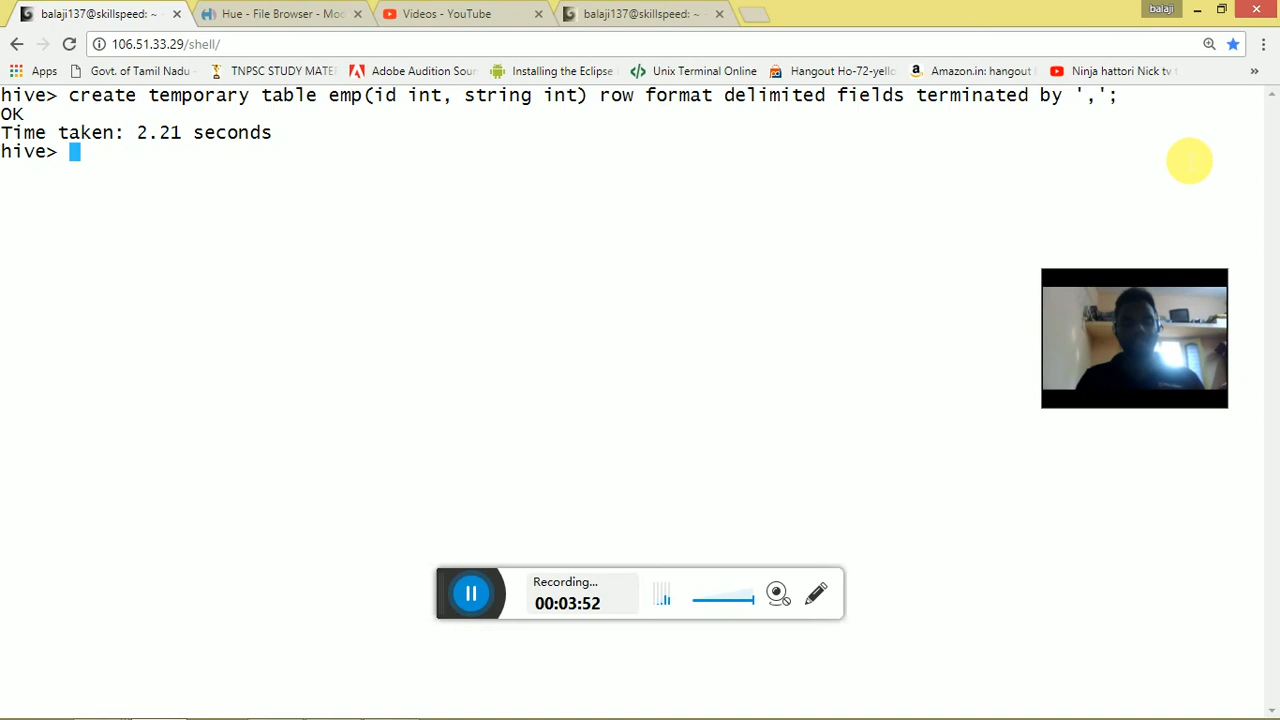 balaji137@skillspeed: ~
Hue - File Browser - Mo
Videos - YouTube
balaji137@skillspeed: ~
balaji
106.51.33.29/shell/
Apps
Govt. of Tamil Nadu
TNPSC STUDY MATE
Adobe Audition Sou
Installing the Eclipse
Unix Terminal Online
Hangout Ho-72-yello
Amazon.in: hangout
Ninja hattori Nick tv
»
hive> create temporary table emp(id int, string int) row format delimited fields terminated by ',';
OK
Time taken: 2.21 seconds
hive>
Recording...
00:03:52